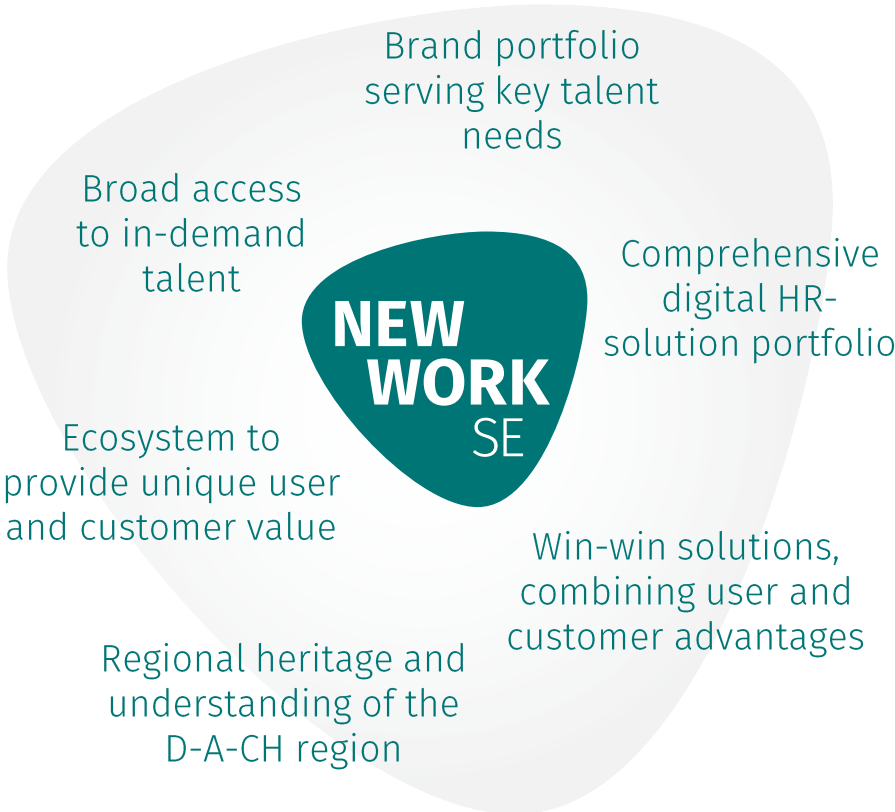 Brand portfolio
serving key talent
needs
Broad access
to in-demand
talent
Comprehensive
digital HR-
solution portfolio
NEW
WORK
SE
Ecosystem to
provide unique user
and customer value
Win-win solutions,
combining user and
customer advantages
Regional heritage and
understanding of the
D-A-CH region